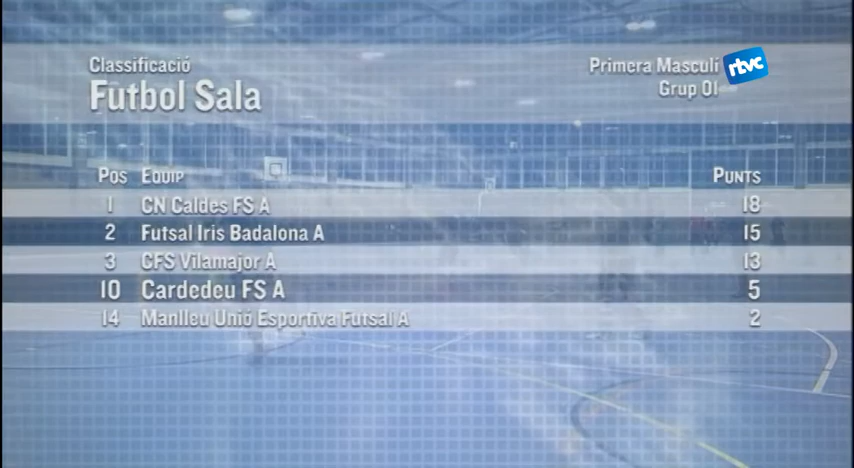 Classificació
Futbol Sala
Primera Masculí
Grup 01
rtvc
Pos Equip Punts
1 CN Caldes FS A 18
2 Futsal Iris Badalona A 15
3 CFS Vilamajor A 13
10 Cardedeu FS A 5
14 Manlleu Unió Esportiva Futsal A 2